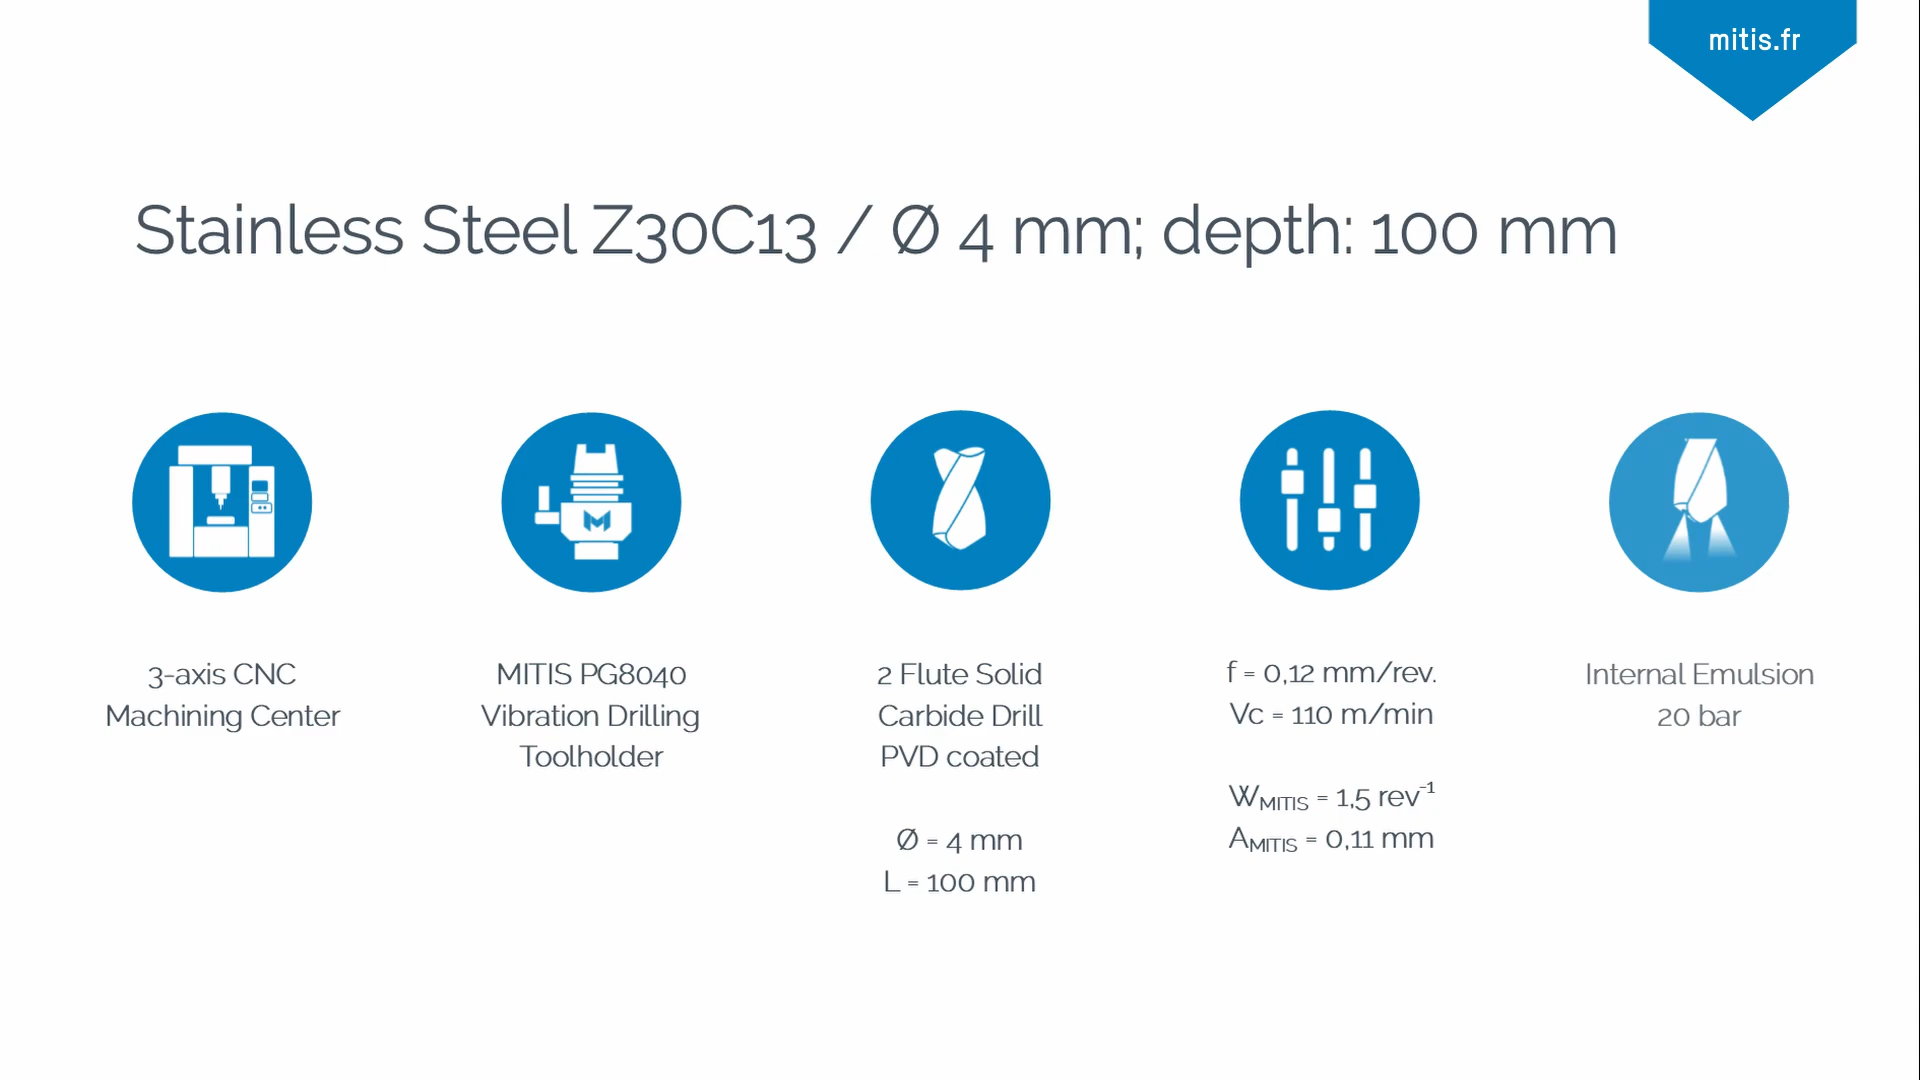 mitis.fr
Stainless Steel Z30C13 / Ø 4 mm; depth: 100 mm
3-axis CNC
Machining Center
MITIS PG8040
Vibration Drilling
Toolholder
2 Flute Solid
Carbide Drill
PVD coated
Ø = 4 mm
L = 100 mm
f = 0,12 mm/rev.
Vc = 110 m/min
W_MITIS = 1,5 rev⁻¹
A_MITIS = 0,11 mm
Internal Emulsion
20 bar